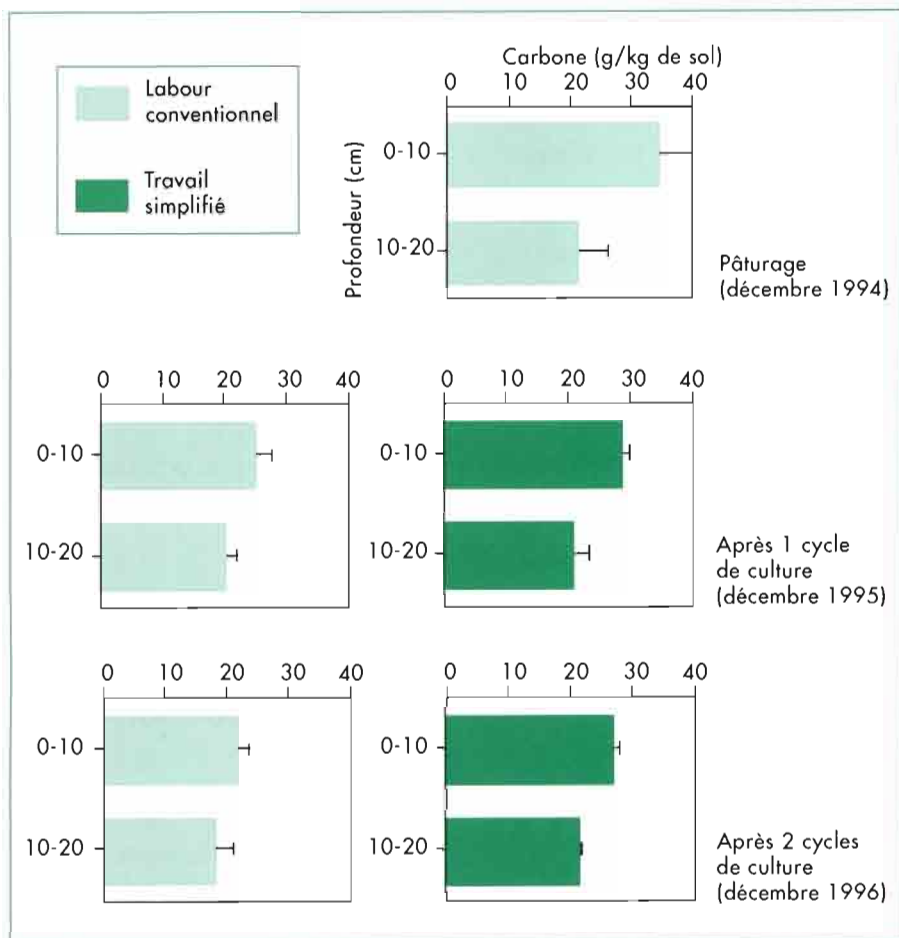 Labour
conventionnel
Travail
simplifié
Carbone (g/kg de sol)
0 10 20 30 40
Profondeur (cm)
0-10
10-20
Pâturage
(décembre 1994)
0 10 20 30 40
0-10
10-20
0 10 20 30 40
0-10
10-20
Après 1 cycle
de culture
(décembre 1995)
0 10 20 30 40
0-10
10-20
0 10 20 30 40
0-10
10-20
Après 2 cycles
de culture
(décembre 1996)